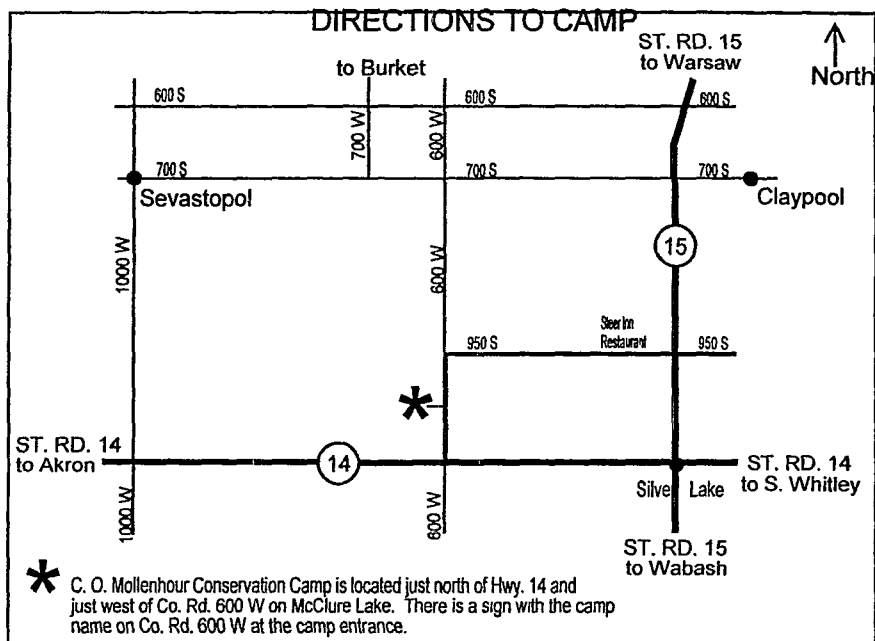 DIRECTIONS TO CAMP
ST. RD. 15
to Warsaw
North
to Burket
600 S
600 S
600 S
700 W
600 W
700 S
700 S
700 S
Sevastopol
Claypool
1000 W
600 W
15
Steer Inn
Restaurant
950 S
950 S
ST. RD. 14
to Akron
14
ST. RD. 14
to S. Whitley
Silver Lake
1000 W
600 W
ST. RD. 15
to Wabash
* C. O. Mollenhour Conservation Camp is located just north of Hwy. 14 and
just west of Co. Rd. 600 W on McClure Lake. There is a sign with the camp
name on Co. Rd. 600 W at the camp entrance.